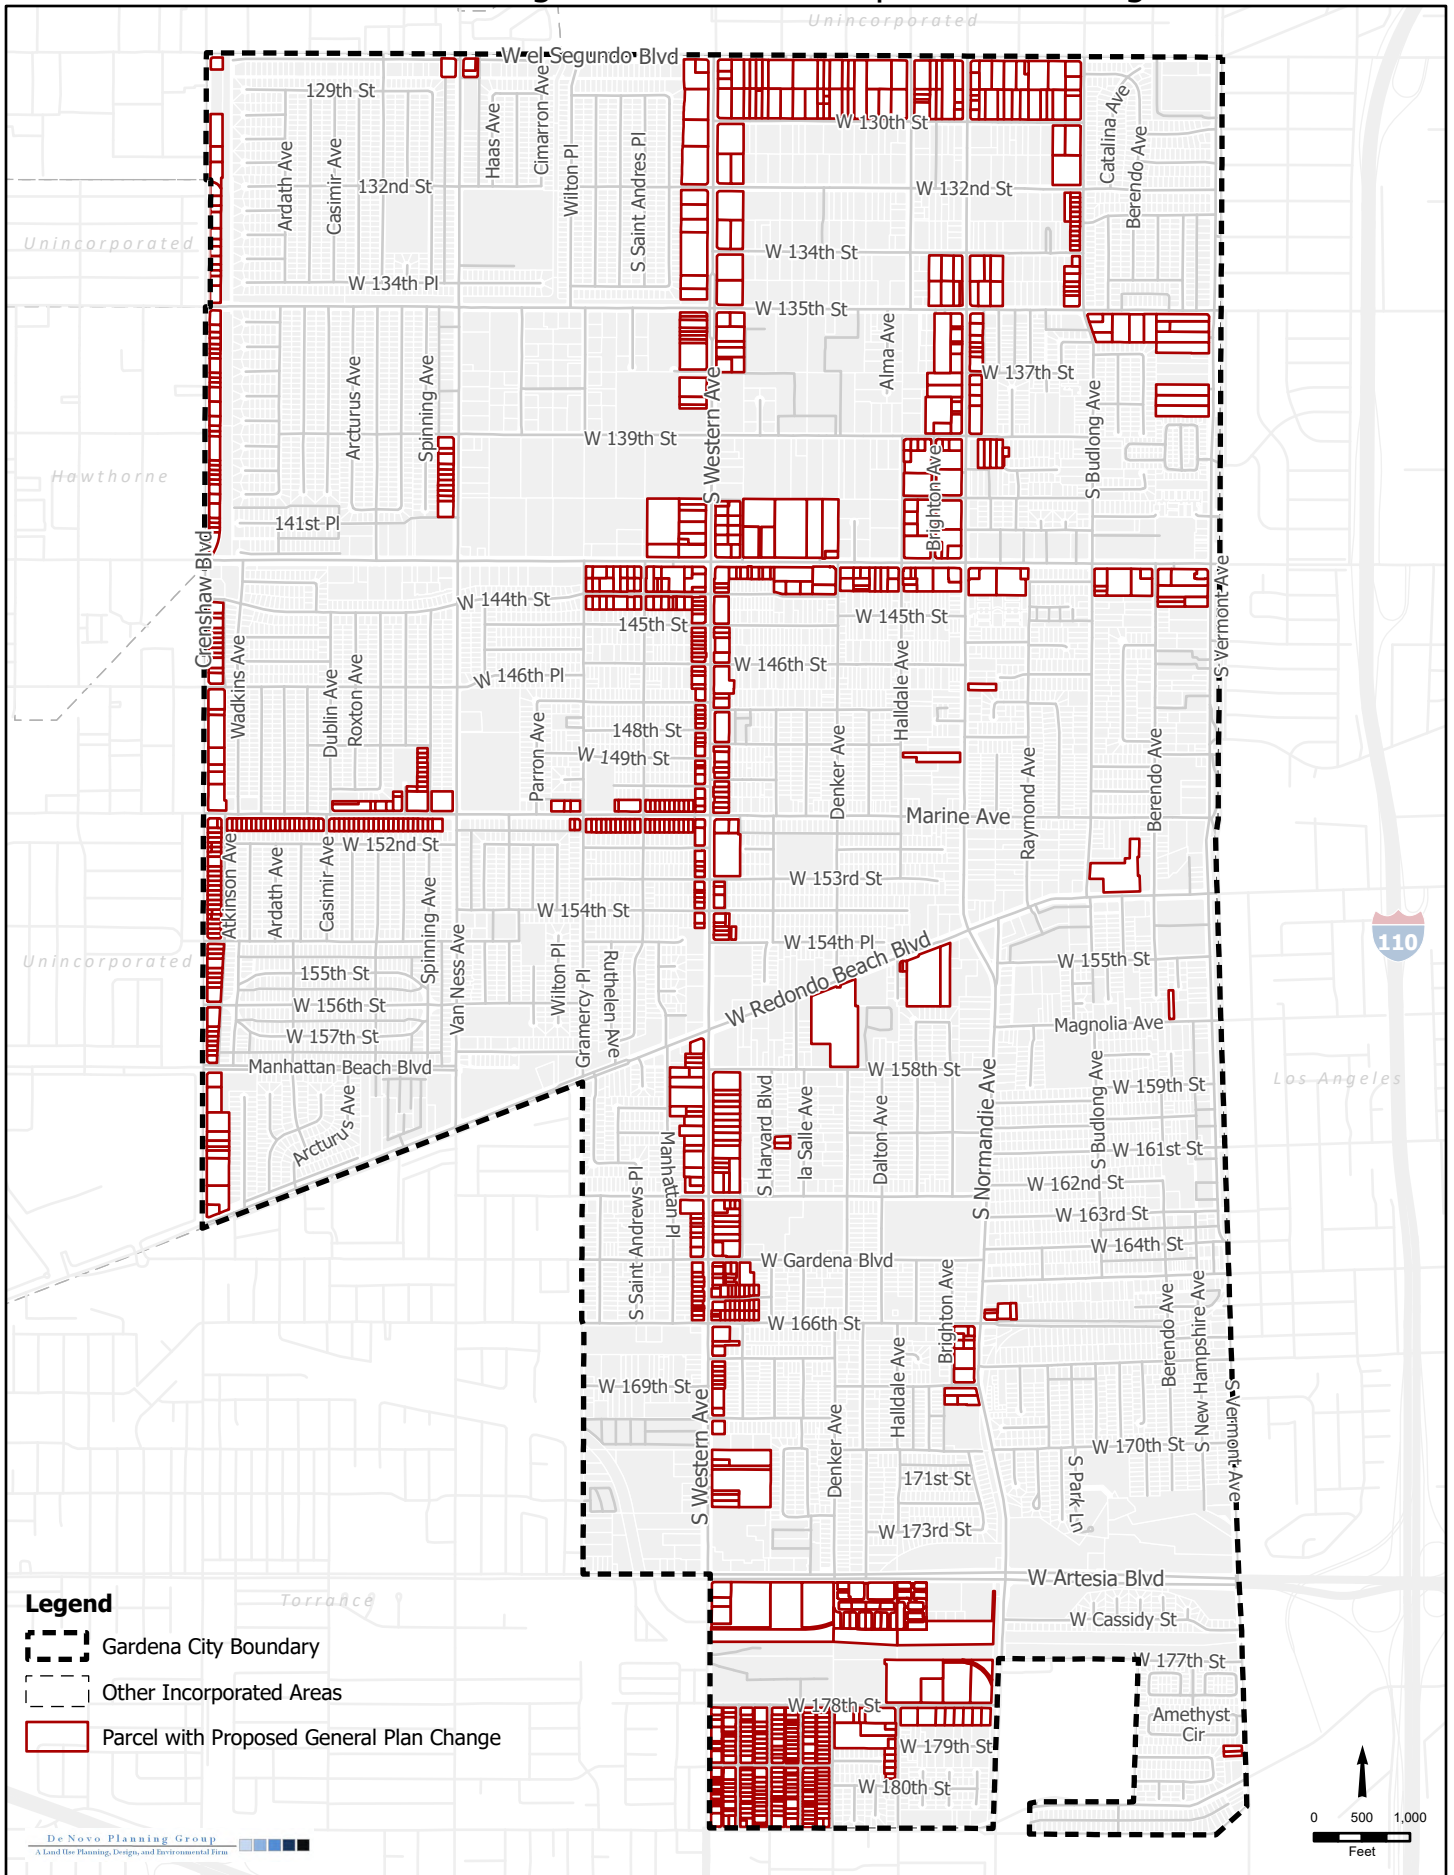 Unincorporated
W el Segundo Blvd
129th St
W 130th St
Catalina Ave
Berendo Ave
Haas Ave
Cimarron Ave
Wilton Pl
S Saint Andres Pl
Ardath Ave
Casimir Ave
132nd St
W 132nd St
Unincorporated
W 134th St
W 134th Pl
W 135th St
Alma Ave
W 137th St
Arcturus Ave
Spinning Ave
S Western Ave
S Budlong Ave
W 139th St
Hawthorne
Brighton Ave
141st Pl
Crenshaw Blvd
S Vermont Ave
W 144th St
145th St
W 145th St
Wadkins Ave
W 146th St
W 146th Pl
Halldale Ave
Dublin Ave
Roxton Ave
Parron Ave
148th St
W 149th St
Denker Ave
Raymond Ave
Berendo Ave
Marine Ave
W 152nd St
Atkinson Ave
Ardath Ave
Casimir Ave
W 153rd St
Spinning Ave
W 154th St
W 154th Pl
W Redondo Beach Blvd
110
Unincorporated
155th St
W 155th St
Van Ness Ave
Wilton Pl
Gramercy Pl
Ruthelen Ave
W 156th St
W 157th St
Magnolia Ave
Manhattan Beach Blvd
W 158th St
S Normandie Ave
S Budlong Ave
W 159th St
Los Angeles
Arcturu's Ave
S Harvard Blvd
la Salle Ave
Dalton Ave
W 161st St
Manhattan Pl
S Saint Andrews Pl
W 162nd St
W 163rd St
W 164th St
W Gardena Blvd
Brighton Ave
Berendo Ave
S New Hampshire Ave
W 166th St
Halldale Ave
W 169th St
S Western Ave
Denker Ave
S Vermont Ave
W 170th St
171st St
S Park Ln
W 173rd St
W Artesia Blvd
Torrance
W Cassidy St
W 177th St
W 178th St
Amethyst
Cir
W 179th St
W 180th St
Legend
Gardena City Boundary
Other Incorporated Areas
Parcel with Proposed General Plan Change
De Novo Planning Group
A Land Use Planning, Design, and Environmental Firm
0 500 1,000
Feet